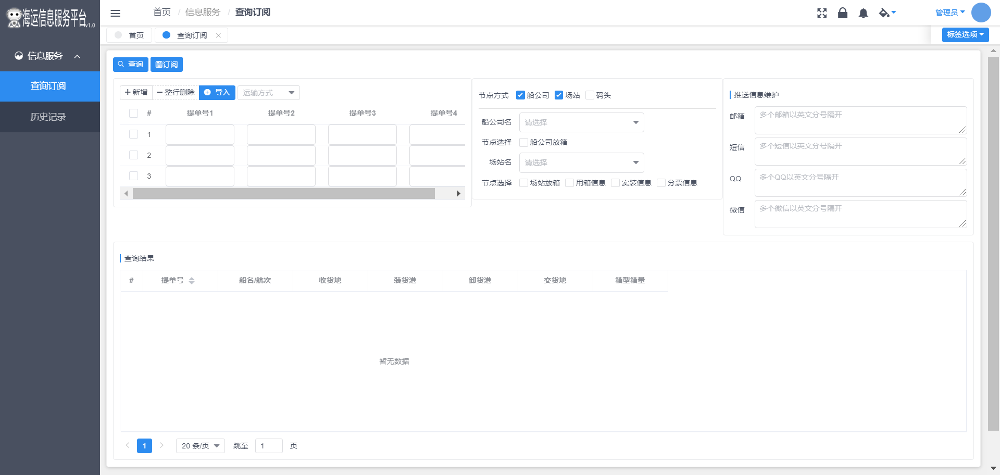 海运信息服务平台v1.0
首页 / 信息服务 / 查询订阅
管理员
首页
查询订阅
标签选项
信息服务
查询订阅
历史记录
查询
订阅
新增
整行删除
导入
运输方式
# 提单号1 提单号2 提单号3 提单号4
1
2
3
节点方式 船公司 场站 码头
船公司名 请选择
节点选择 船公司放箱
场站名 请选择
节点选择 场站放箱 用箱信息 实装信息 分票信息
推送信息维护
邮箱 多个邮箱以英文分号隔开
短信 多个短信以英文分号隔开
QQ 多个QQ以英文分号隔开
微信 多个微信以英文分号隔开
查询结果
# 提单号 船名/航次 收货地 装货港 卸货港 交货地 箱型箱量
暂无数据
1 20 条/页 跳至 1 页